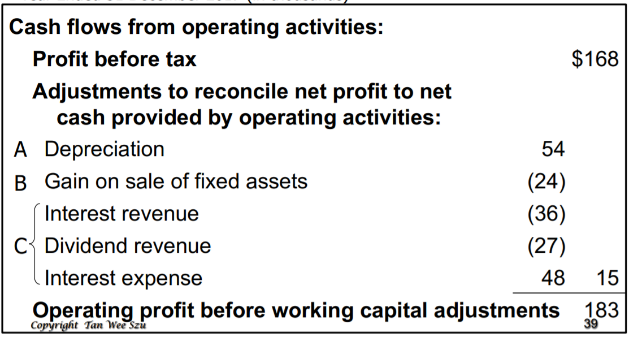 Cash flows from operating activities:
Profit before tax $168
Adjustments to reconcile net profit to net
cash provided by operating activities:
A Depreciation 54
B Gain on sale of fixed assets (24)
Interest revenue (36)
C Dividend revenue (27)
Interest expense 48 15
Operating profit before working capital adjustments 183
Copyright Tan Wee Szu 39